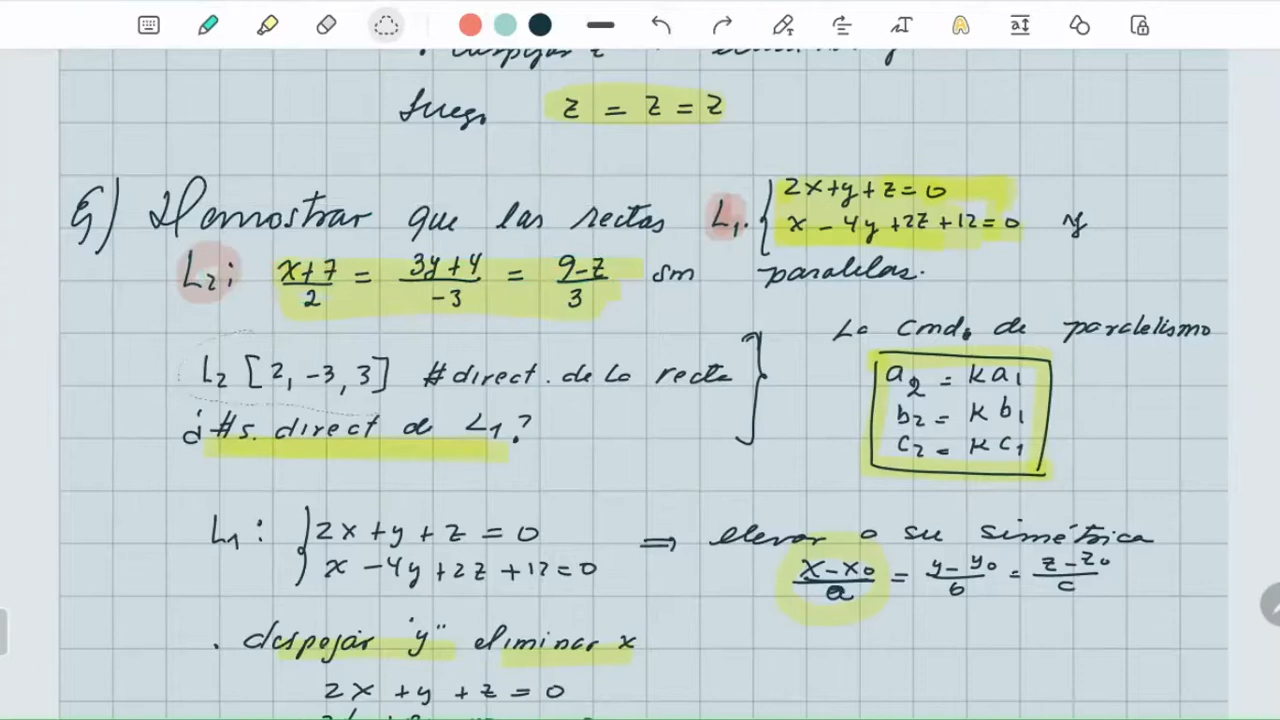 luego z = z = z
Ej) Demostrar que las rectas L₁: { 2x+y+z=0
x - 4y + 2z + 12 = 0 y
L₂: (x+7)/2 = (3y+4)/-3 = (9-z)/3 son paralelas.
La cond. de paralelismo
L₂ [2, -3, 3] #direct. de la recta }
a₂ = k a₁
b₂ = k b₁
c₂ = k c₁
¿#s. direct de L₁?
L₁: { 2x + y + z = 0
x - 4y + 2z + 12 = 0
⇒ llevar a su simétrica
(x-x₀)/a = (y-y₀)/b = (z-z₀)/c
. despejar "y" eliminar x
2x + y + z = 0